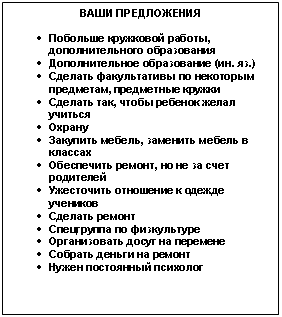 ВАШИ ПРЕДЛОЖЕНИЯ
• Побольше кружковой работы,
дополнительного образования
• Дополнительное образование (ин. яз.)
• Сделать факультативы по некоторым
предметам, предметные кружки
• Сделать так, чтобы ребенок желал
учиться
• Охрану
• Закупить мебель, заменить мебель в
классах
• Обеспечить ремонт, но не за счет
родителей
• Ужесточить отношение к одежде
учеников
• Сделать ремонт
• Спецгруппа по физкультуре
• Организовать досуг на перемене
• Собрать деньги на ремонт
• Нужен постоянный психолог